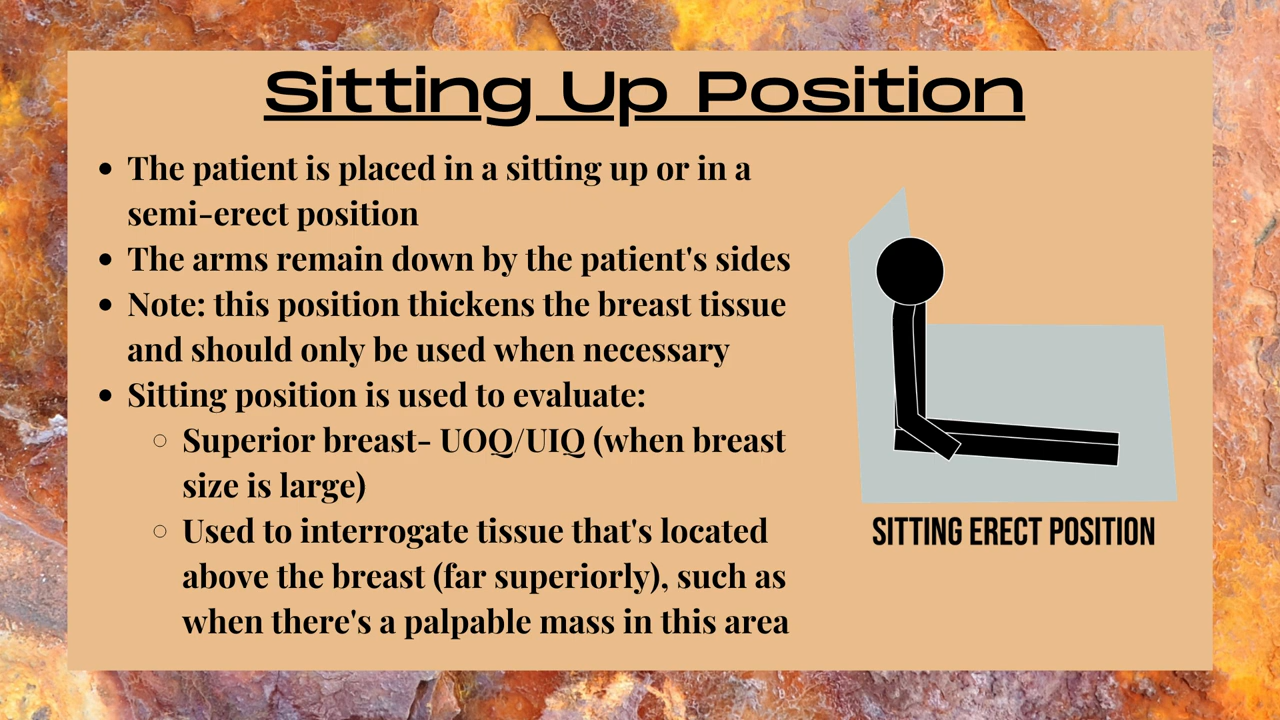 Sitting Up Position
• The patient is placed in a sitting up or in a
semi-erect position
• The arms remain down by the patient's sides
• Note: this position thickens the breast tissue
and should only be used when necessary
• Sitting position is used to evaluate:
○ Superior breast- UOQ/UIQ (when breast
size is large)
○ Used to interrogate tissue that's located
above the breast (far superiorly), such as
when there's a palpable mass in this area
SITTING ERECT POSITION